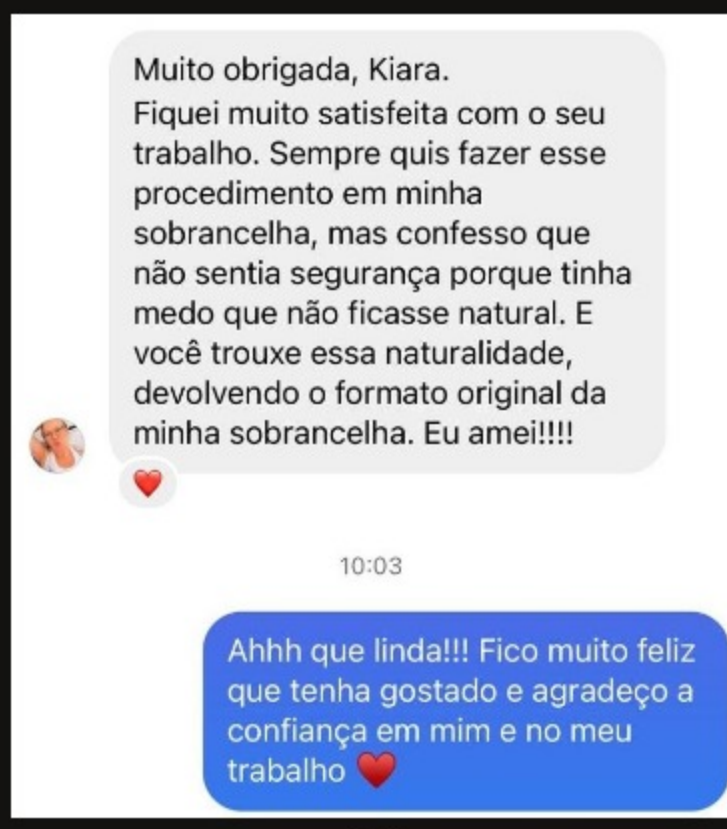 Muito obrigada, Kiara.
Fiquei muito satisfeita com o seu
trabalho. Sempre quis fazer esse
procedimento em minha
sobrancelha, mas confesso que
não sentia segurança porque tinha
medo que não ficasse natural. E
você trouxe essa naturalidade,
devolvendo o formato original da
minha sobrancelha. Eu amei!!!!
❤️
10:03
Ahhh que linda!!! Fico muito feliz
que tenha gostado e agradeço a
confiança em mim e no meu
trabalho ❤️